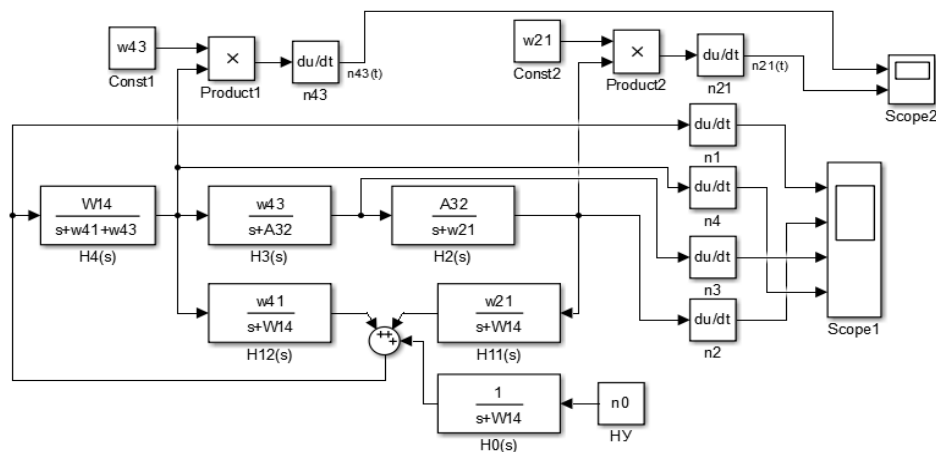 w43
Const1
×
Product1
du/dt
n43
n43(t)
w21
Const2
×
Product2
du/dt
n21
n21(t)
Scope2
du/dt
n1
W14
s+w41+w43
H4(s)
w43
s+A32
H3(s)
A32
s+w21
H2(s)
du/dt
n4
du/dt
n3
Scope1
w41
s+W14
H12(s)
++
+
w21
s+W14
H11(s)
du/dt
n2
1
s+W14
H0(s)
n0
НУ